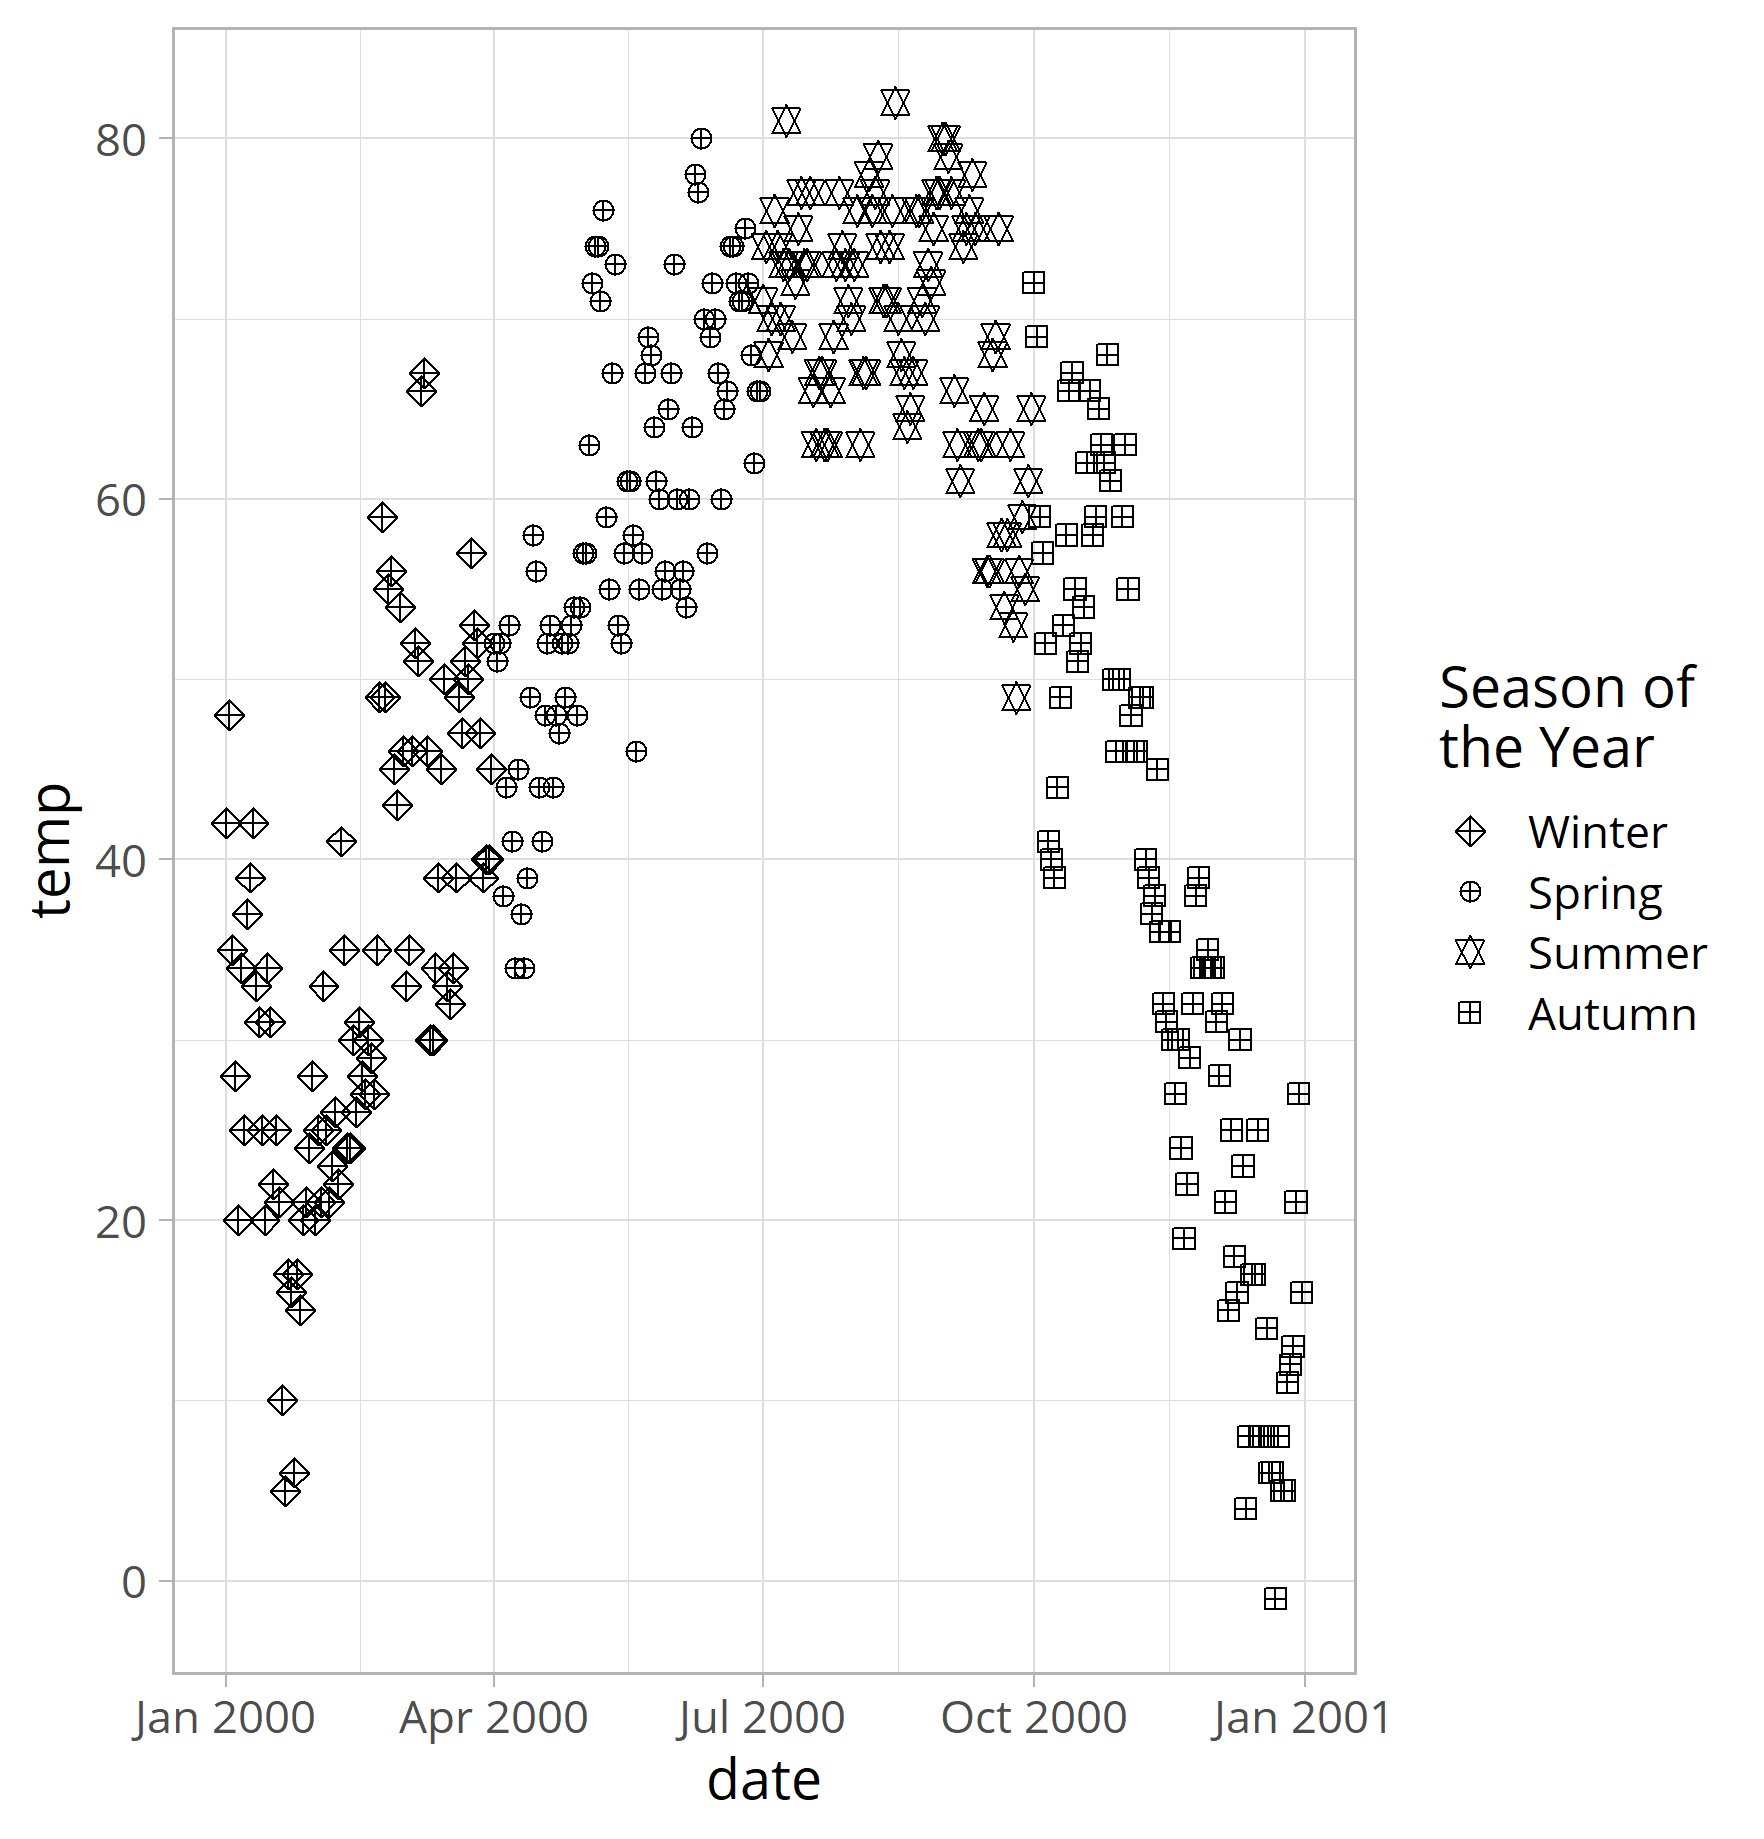 80
60
40
20
0
temp
Jan 2000
Apr 2000
Jul 2000
Oct 2000
Jan 2001
date
Season of
the Year
Winter
Spring
Summer
Autumn